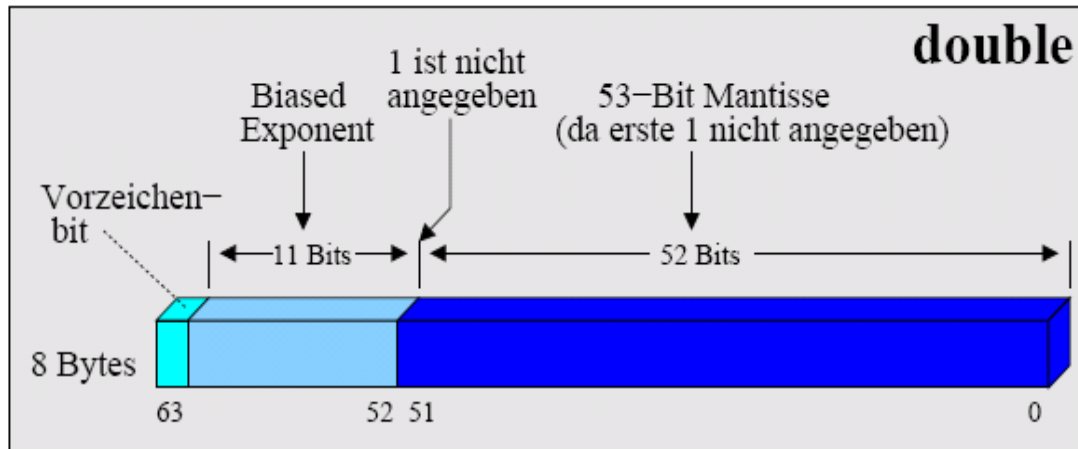 double
1 ist nicht
angegeben
Biased
Exponent
53−Bit Mantisse
(da erste 1 nicht angegeben)
Vorzeichen−
bit
11 Bits
52 Bits
8 Bytes
63
52
51
0